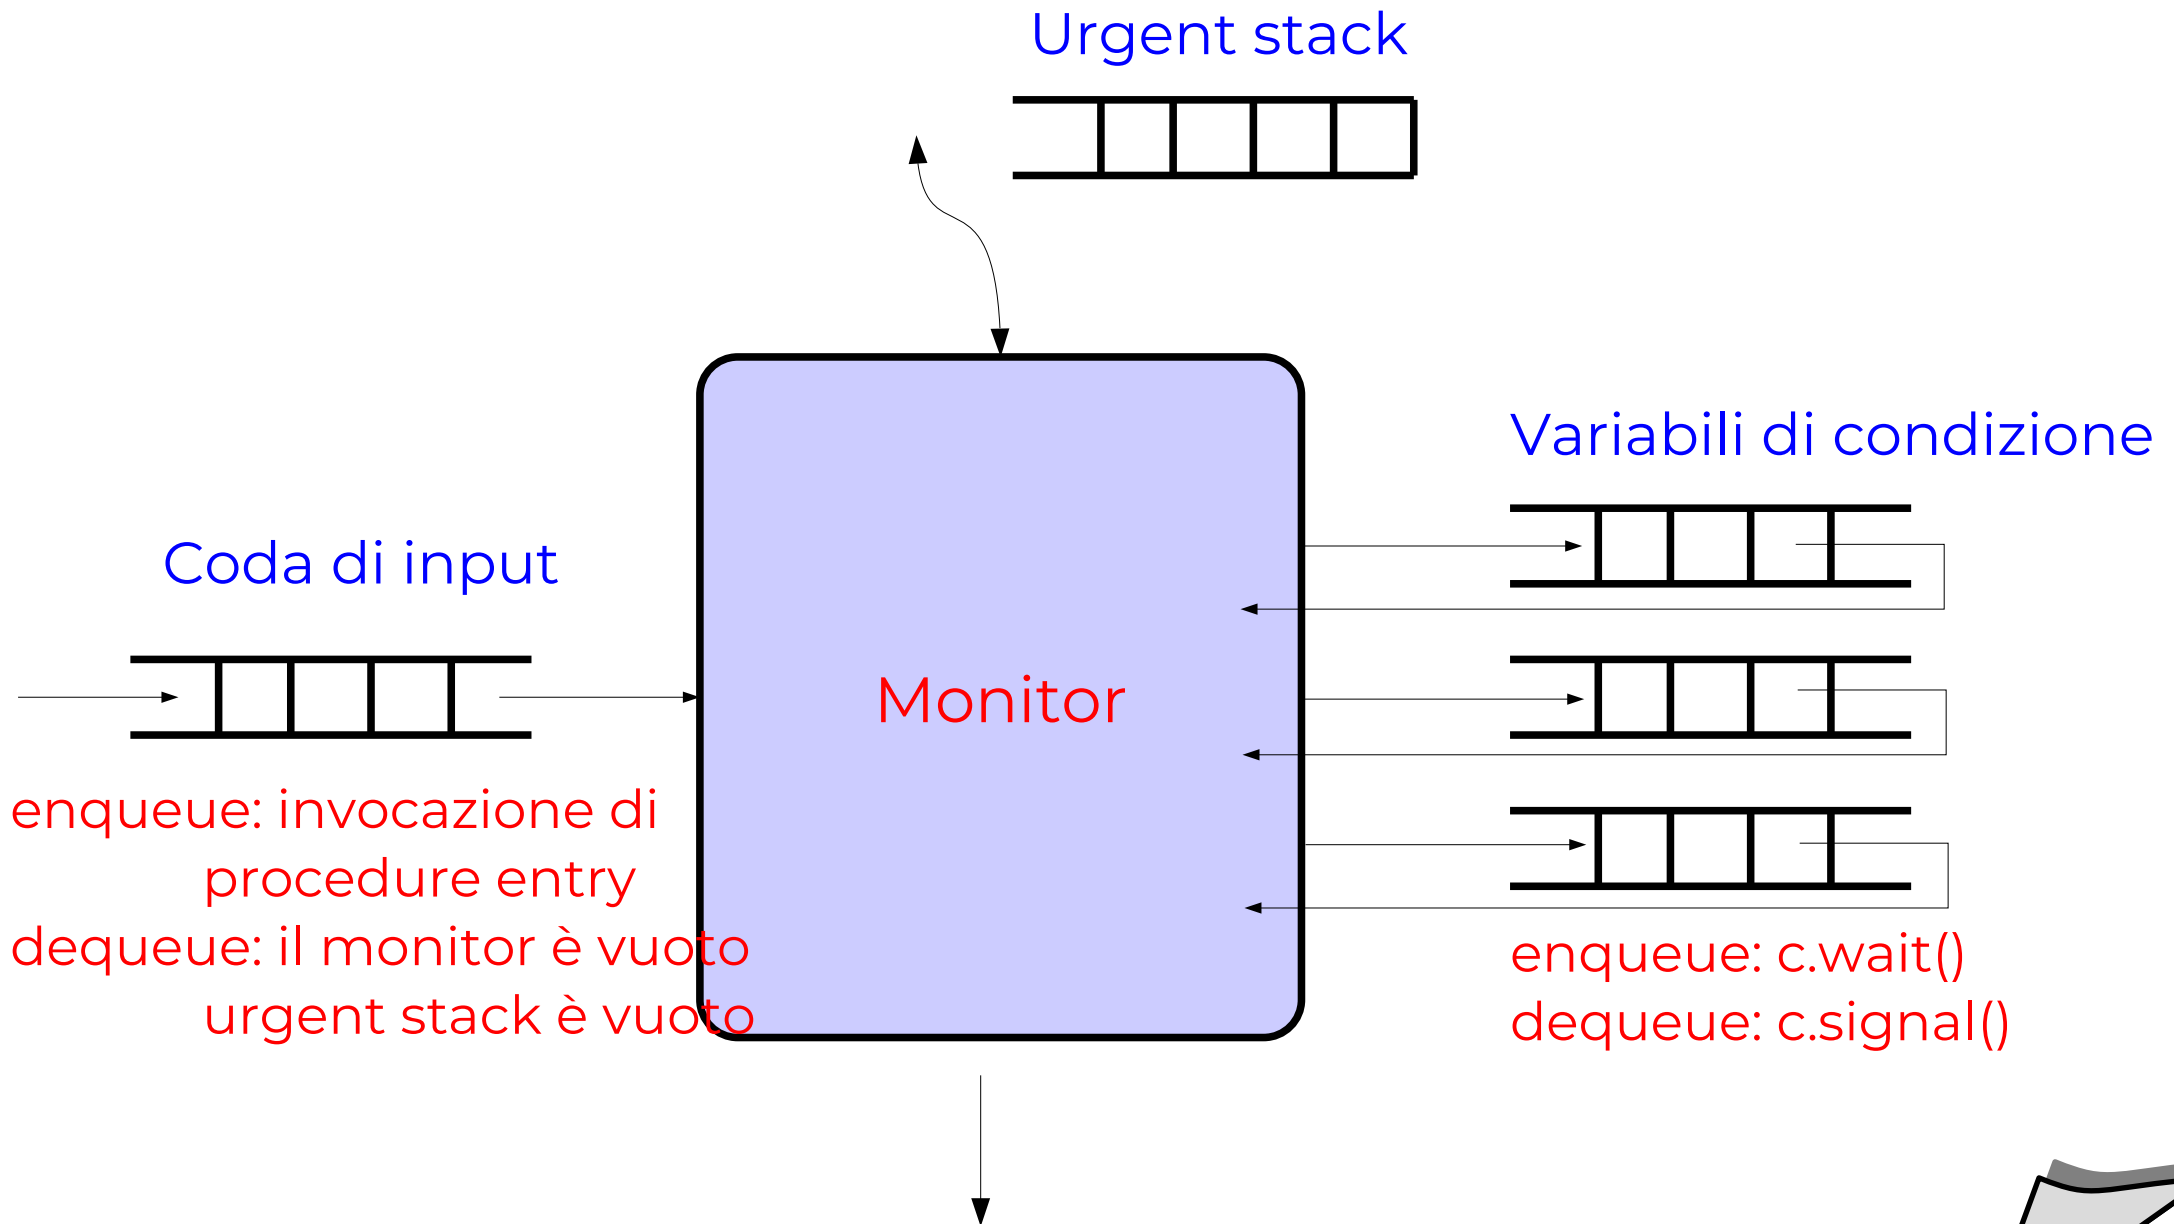 Urgent stack
Variabili di condizione
Coda di input
Monitor
enqueue: invocazione di
procedure entry
dequeue: il monitor è vuoto
urgent stack è vuoto
enqueue: c.wait()
dequeue: c.signal()